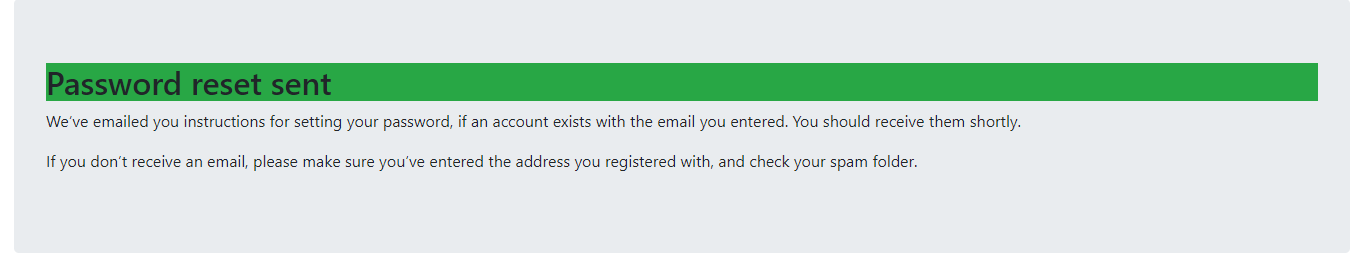 Password reset sent
We’ve emailed you instructions for setting your password, if an account exists with the email you entered. You should receive them shortly.
If you don’t receive an email, please make sure you’ve entered the address you registered with, and check your spam folder.